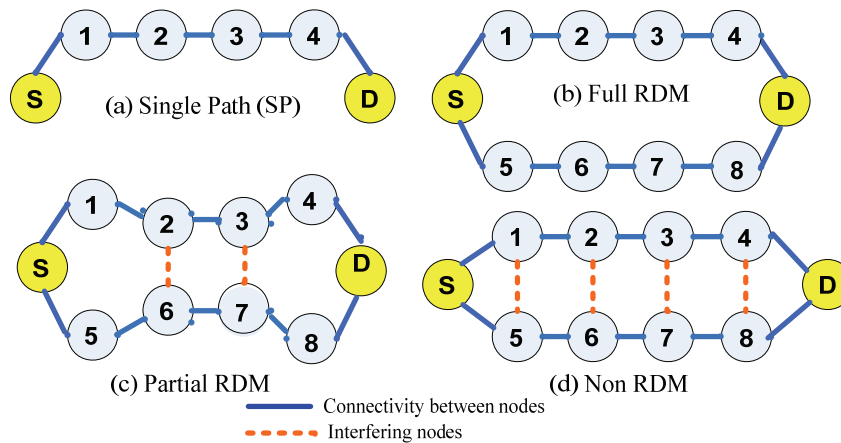 1 2 3 4
S D
(a) Single Path (SP)
1 2 3 4
S D
(b) Full RDM
5 6 7 8
1 2 3 4
S D
5 6 7 8
(c) Partial RDM
1 2 3 4
S D
5 6 7 8
(d) Non RDM
Connectivity between nodes
Interfering nodes